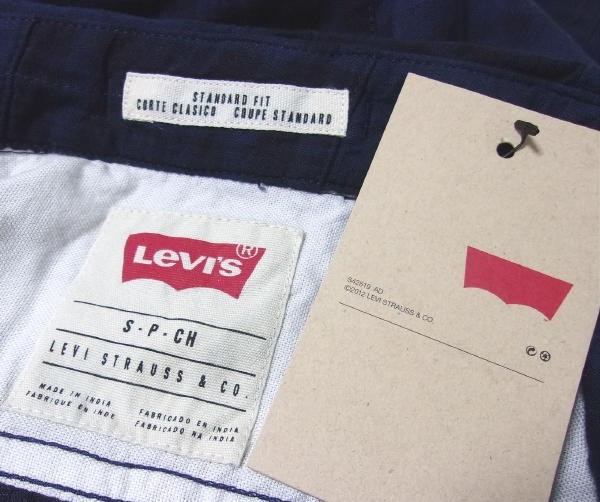 STANDARD FIT
CORTE CLASICO COUPE STANDARD
LEVI'S®
S-P-CH
LEVI STRAUSS & CO.
MADE IN INDIA
FABRIQUE EN INDE
FABRICADO EN INDIA
FABRICADO NA INDIA
S42619 AD
©2012 LEVI STRAUSS & CO.